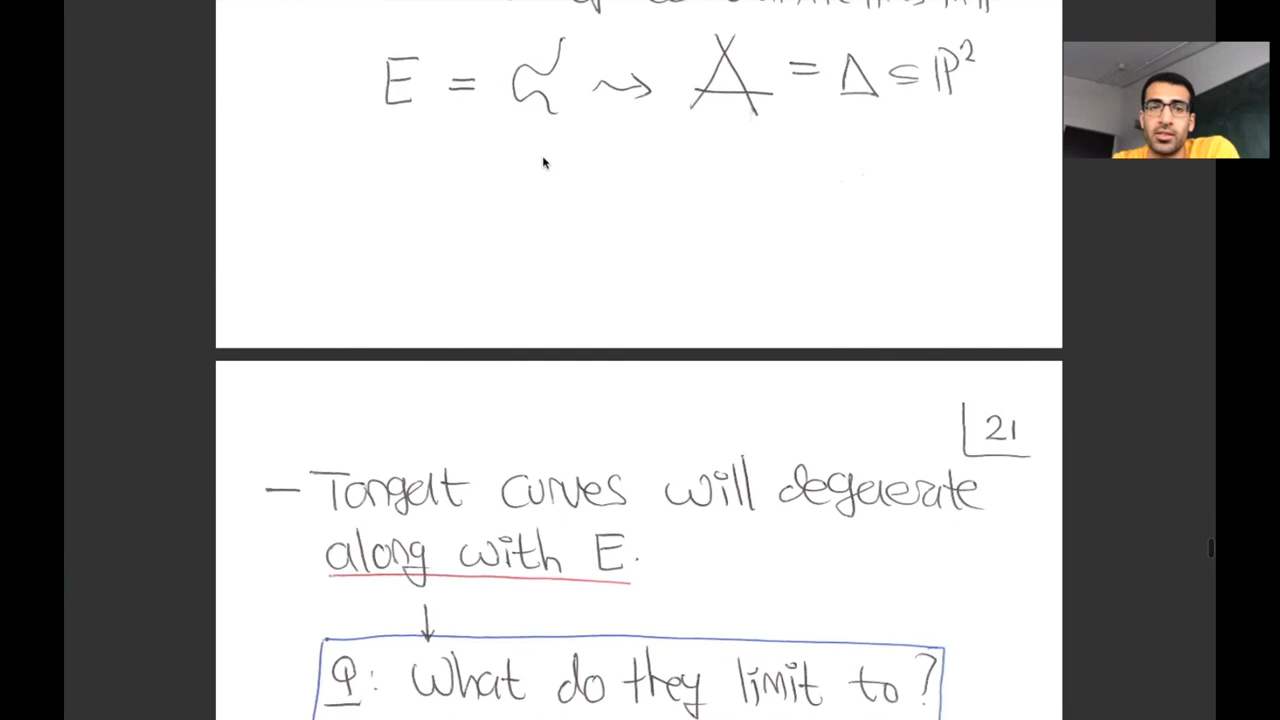 E = ⇝ = Δ ⊆ ℙ²
21
– Tangent curves will degenerate
along with E.
↓
Q: What do they limit to?